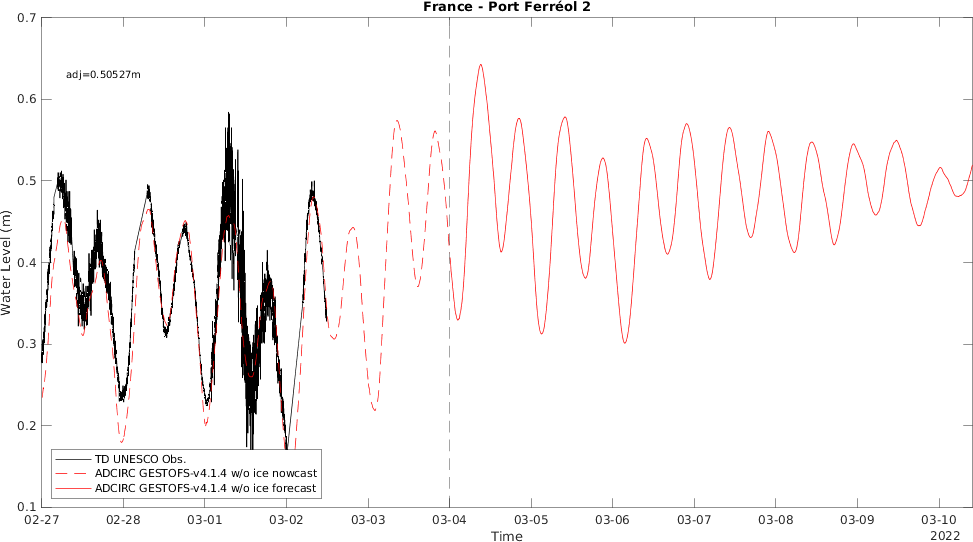 France - Port Ferréol 2
0.7
0.6
0.5
0.4
0.3
0.2
0.1
Water Level (m)
adj=0.50527m
TD UNESCO Obs.
ADCIRC GESTOFS-v4.1.4 w/o ice nowcast
ADCIRC GESTOFS-v4.1.4 w/o ice forecast
02-27 02-28 03-01 03-02 03-03 03-04 03-05 03-06 03-07 03-08 03-09 03-10
2022
Time